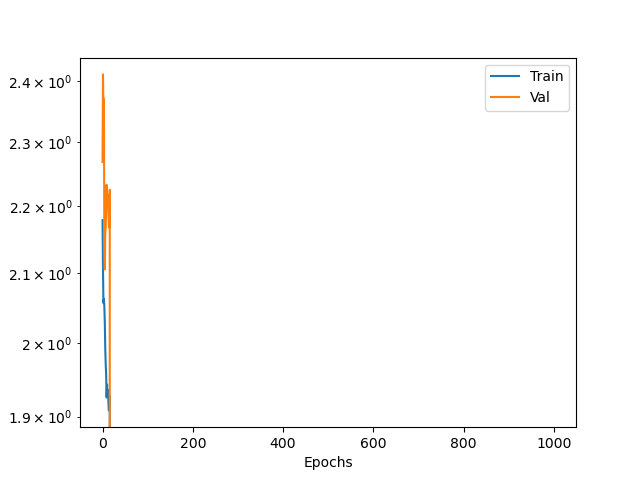 2.4 × 10⁰
2.3 × 10⁰
2.2 × 10⁰
2.1 × 10⁰
2 × 10⁰
1.9 × 10⁰
Train
Val
0 200 400 600 800 1000
Epochs